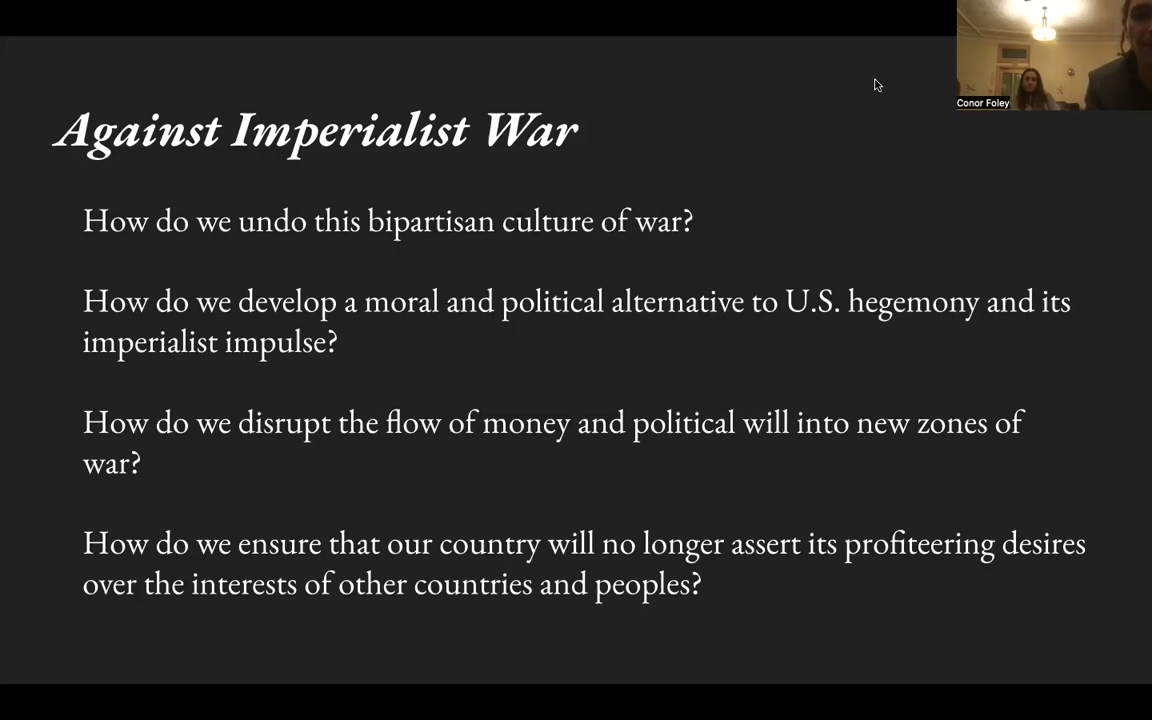 Conor Foley
Against Imperialist War
How do we undo this bipartisan culture of war?
How do we develop a moral and political alternative to U.S. hegemony and its
imperialist impulse?
How do we disrupt the flow of money and political will into new zones of
war?
How do we ensure that our country will no longer assert its profiteering desires
over the interests of other countries and peoples?